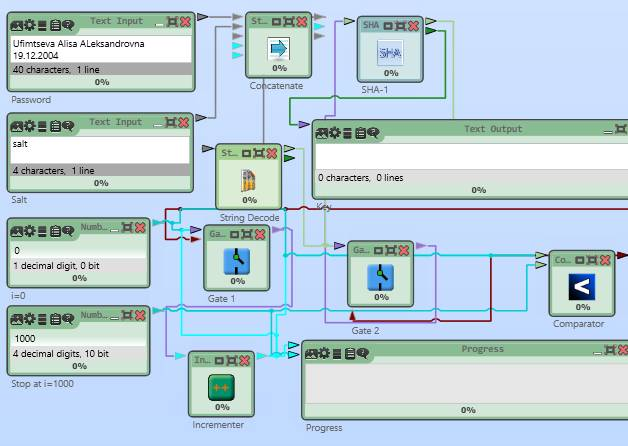 Text Input
Ufimtseva Alisa ALeksandrovna
19.12.2004
40 characters, 1 line
0%
Password
St...
0%
Concatenate
SHA
SHA
0%
SHA-1
Text Input
salt
4 characters, 1 line
0%
Salt
St...
0%
String Decode
Text Output
0 characters, 0 lines
0%
Key
Numb...
0
1 decimal digit, 0 bit
0%
i=0
Ga...
0%
Gate 1
Ga...
0%
Gate 2
Co...
<
0%
Comparator
Numb...
1000
4 decimal digits, 10 bit
0%
Stop at i=1000
In...
++
0%
Incrementer
Progress
0%
Progress